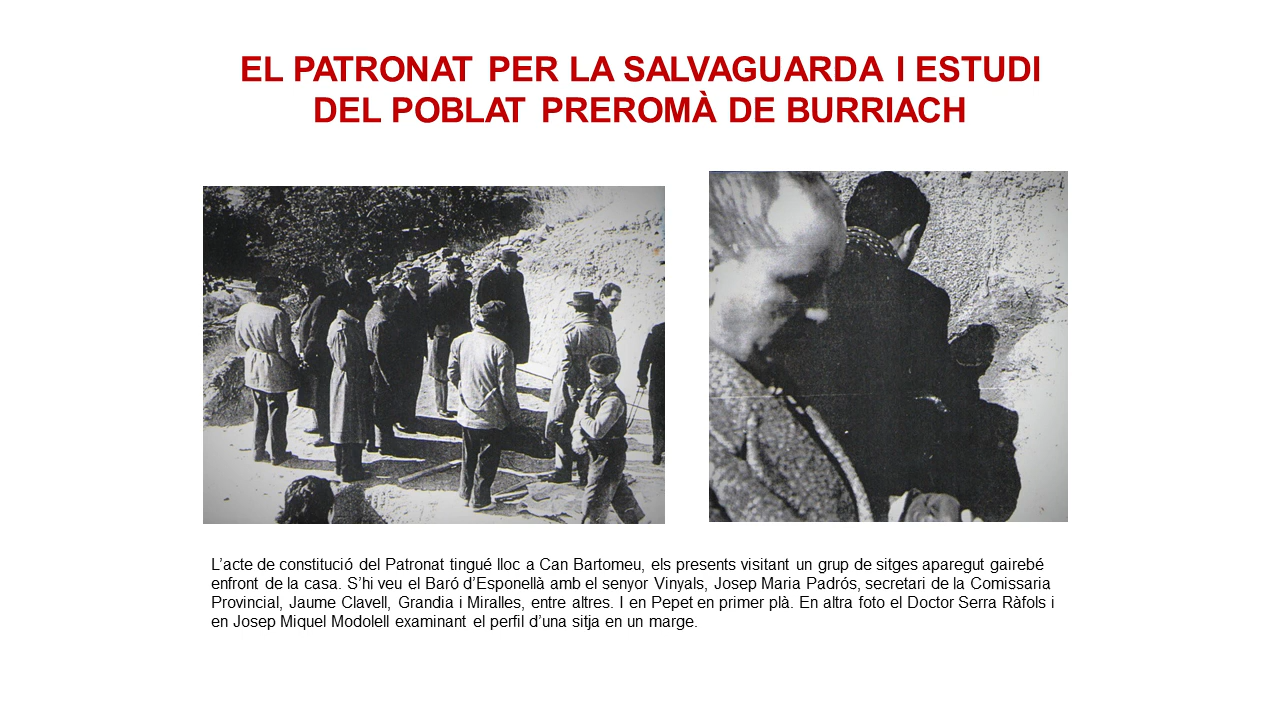 EL PATRONAT PER LA SALVAGUARDA I ESTUDI
DEL POBLAT PREROMÀ DE BURRIACH
L’acte de constitució del Patronat tingué lloc a Can Bartomeu, els presents visitant un grup de sitges aparegut gairebé
enfront de la casa. S’hi veu el Baró d’Esponellà amb el senyor Vinyals, Josep Maria Padrós, secretari de la Comissaria
Provincial, Jaume Clavell, Grandia i Miralles, entre altres. I en Pepet en primer plà. En altra foto el Doctor Serra Ràfols i
en Josep Miquel Modolell examinant el perfil d’una sitja en un marge.